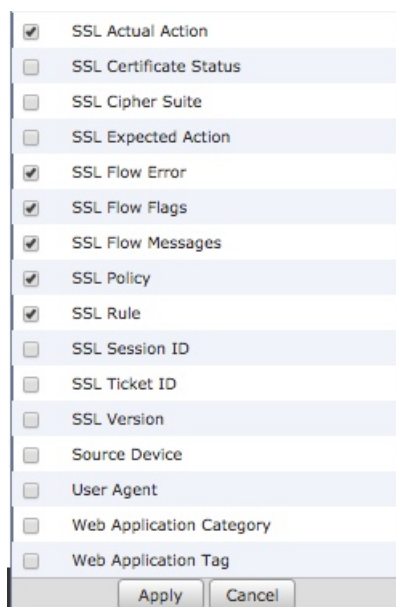 SSL Actual Action
SSL Certificate Status
SSL Cipher Suite
SSL Expected Action
SSL Flow Error
SSL Flow Flags
SSL Flow Messages
SSL Policy
SSL Rule
SSL Session ID
SSL Ticket ID
SSL Version
Source Device
User Agent
Web Application Category
Web Application Tag
Apply Cancel